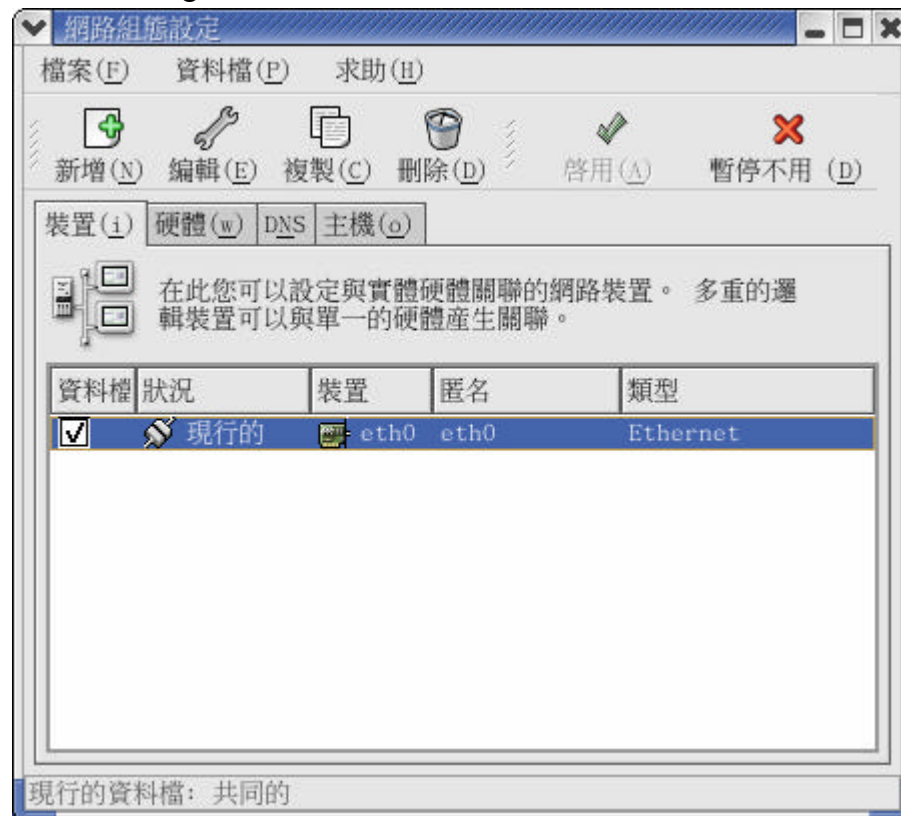 網路組態設定
檔案(F) 資料檔(P) 求助(H)
新增(N) 編輯(E) 複製(C) 刪除(D) 啓用(A) 暫停不用 (D)
裝置(i) 硬體(w) DNS 主機(o)
在此您可以設定與實體硬體關聯的網路裝置。 多重的邏
輯裝置可以與單一的硬體產生關聯。
資料檔 狀況 裝置 匿名 類型
現行的 eth0 eth0 Ethernet
現行的資料檔: 共同的